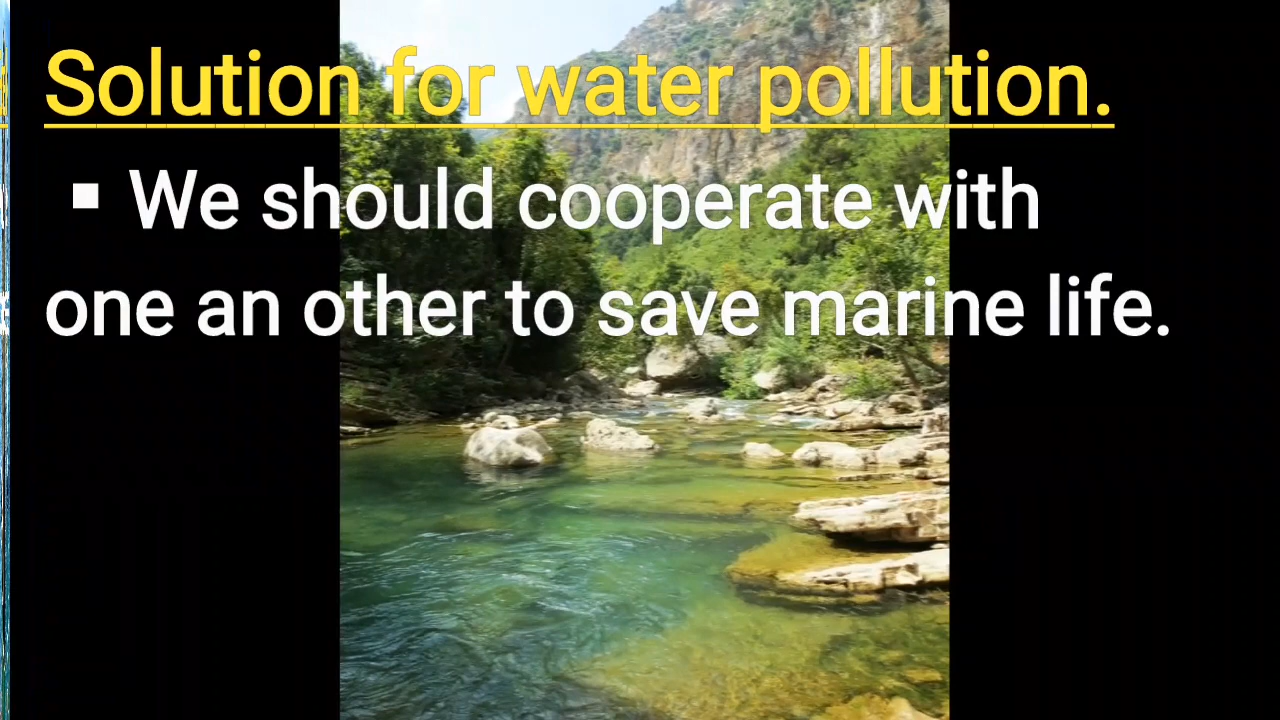 Solution for water pollution.
▪ We should cooperate with
one an other to save marine life.